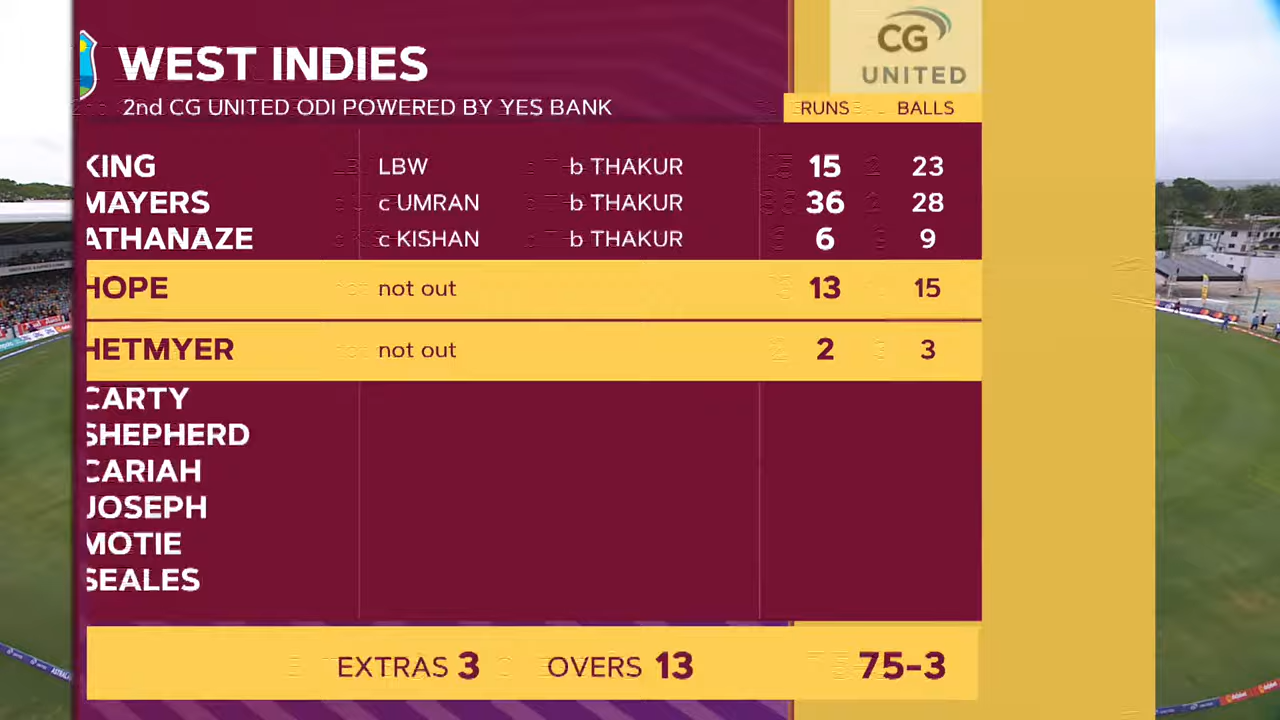 WEST INDIES
CG
UNITED
2nd CG UNITED ODI POWERED BY YES BANK
RUNS BALLS
KING LBW b THAKUR 15 23
MAYERS c UMRAN b THAKUR 36 28
ATHANAZE c KISHAN b THAKUR 6 9
HOPE not out 13 15
HETMYER not out 2 3
CARTY
SHEPHERD
CARIAH
JOSEPH
MOTIE
SEALES
EXTRAS 3 OVERS 13 75-3